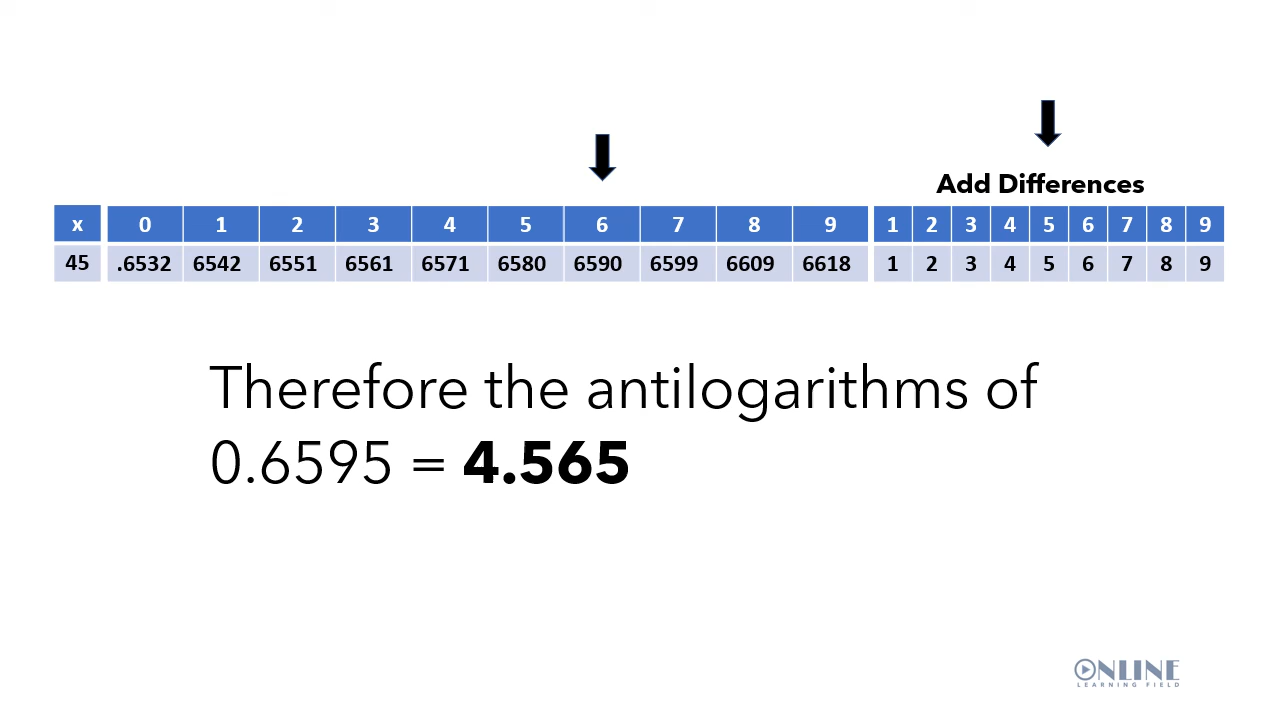 Add Differences
x 0 1 2 3 4 5 6 7 8 9 1 2 3 4 5 6 7 8 9
45 .6532 6542 6551 6561 6571 6580 6590 6599 6609 6618 1 2 3 4 5 6 7 8 9
Therefore the antilogarithms of
0.6595 = 4.565
ONLINE
LEARNING FIELD